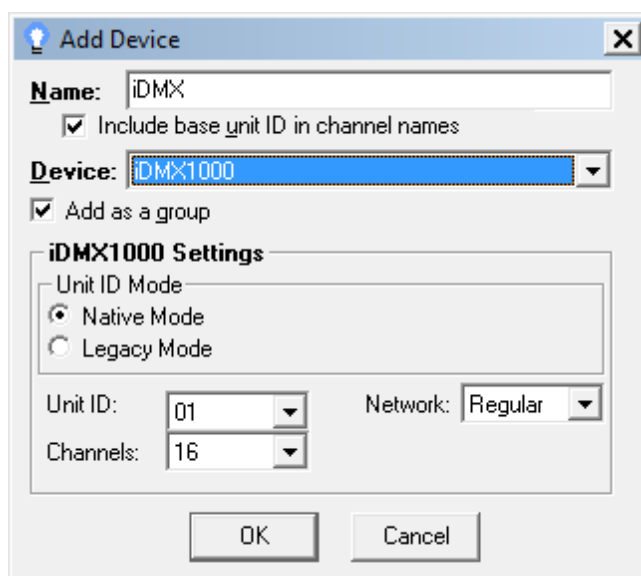 Add Device
Name: iDMX
Include base unit ID in channel names
Device: iDMX1000
Add as a group
iDMX1000 Settings
Unit ID Mode
Native Mode
Legacy Mode
Unit ID: 01 Network: Regular
Channels: 16
OK Cancel